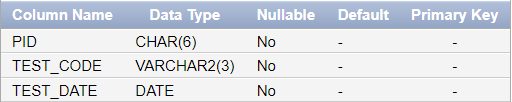 Column Name Data Type Nullable Default Primary Key
PID CHAR(6) No - -
TEST_CODE VARCHAR2(3) No - -
TEST_DATE DATE No - -